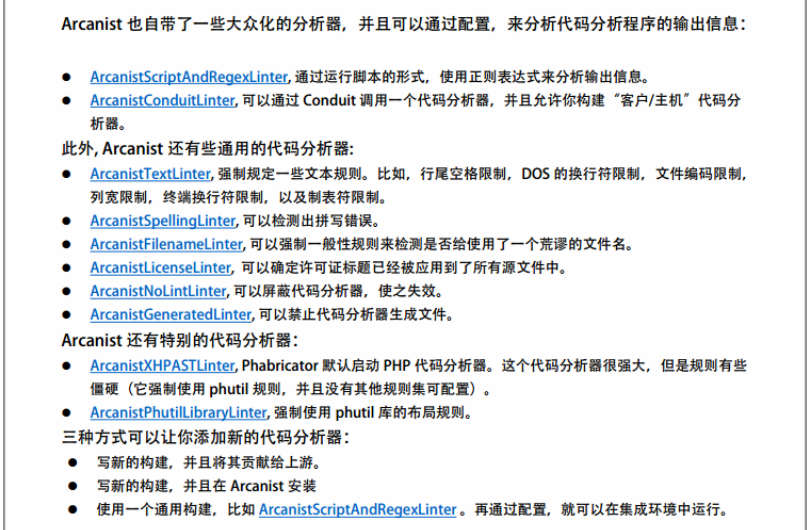 Arcanist 也自带了一些大众化的分析器，并且可以通过配置，来分析代码分析程序的输出信息：
● ArcanistScriptAndRegexLinter, 通过运行脚本的形式，使用正则表达式来分析输出信息。
● ArcanistConduitLinter, 可以通过 Conduit 调用一个代码分析器，并且允许你构建“客户/主机”代码分
析器。
此外, Arcanist 还有些通用的代码分析器:
● ArcanistTextLinter, 强制规定一些文本规则。比如，行尾空格限制，DOS 的换行符限制，文件编码限制，
列宽限制，终端换行符限制，以及制表符限制。
● ArcanistSpellingLinter, 可以检测出拼写错误。
● ArcanistFilenameLinter, 可以强制一般性规则来检测是否给使用了一个荒谬的文件名。
● ArcanistLicenseLinter, 可以确定许可证标题已经被应用到了所有源文件中。
● ArcanistNoLintLinter, 可以屏蔽代码分析器，使之失效。
● ArcanistGeneratedLinter, 可以禁止代码分析器生成文件。
Arcanist 还有特别的代码分析器：
● ArcanistXHPASTLinter, Phabricator 默认启动 PHP 代码分析器。这个代码分析器很强大，但是规则有些
僵硬（它强制使用 phutil 规则，并且没有其他规则集可配置）。
● ArcanistPhutilLibraryLinter, 强制使用 phutil 库的布局规则。
三种方式可以让你添加新的代码分析器：
● 写新的构建，并且将其贡献给上游。
● 写新的构建，并且在 Arcanist 安装
● 使用一个通用构建，比如 ArcanistScriptAndRegexLinter 。再通过配置，就可以在集成环境中运行。